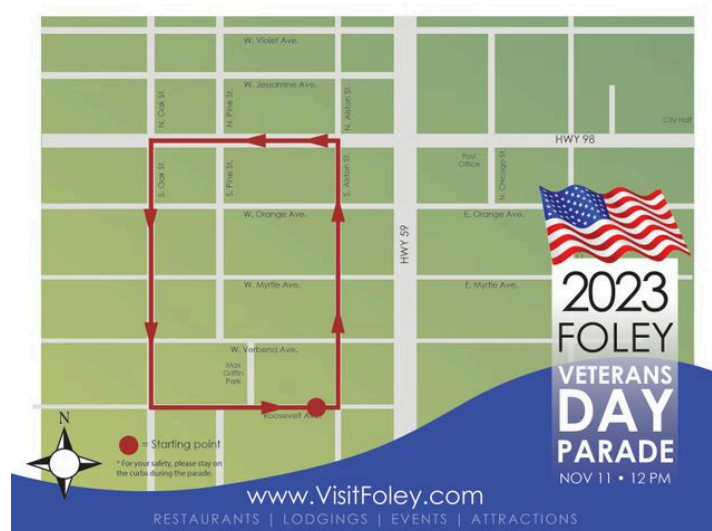 W. Violet Ave.
W. Jessamine Ave.
N. Oak St.
N. Pine St.
N. Alston St.
City Hall
HWY 98
S. Oak St.
S. Pine St.
S. Alston St.
Post
Office
N. Chicago St.
W. Orange Ave.
E. Orange Ave.
HWY 59
W. Myrtle Ave.
E. Myrtle Ave.
W. Verbena Ave.
Max
Griffin
Park
Roosevelt Ave.
N
= Starting point
* For your safety, please stay on
the curbs during the parade.
2023
FOLEY
VETERANS
DAY
PARADE
NOV 11 • 12 PM
www.VisitFoley.com
RESTAURANTS | LODGINGS | EVENTS | ATTRACTIONS